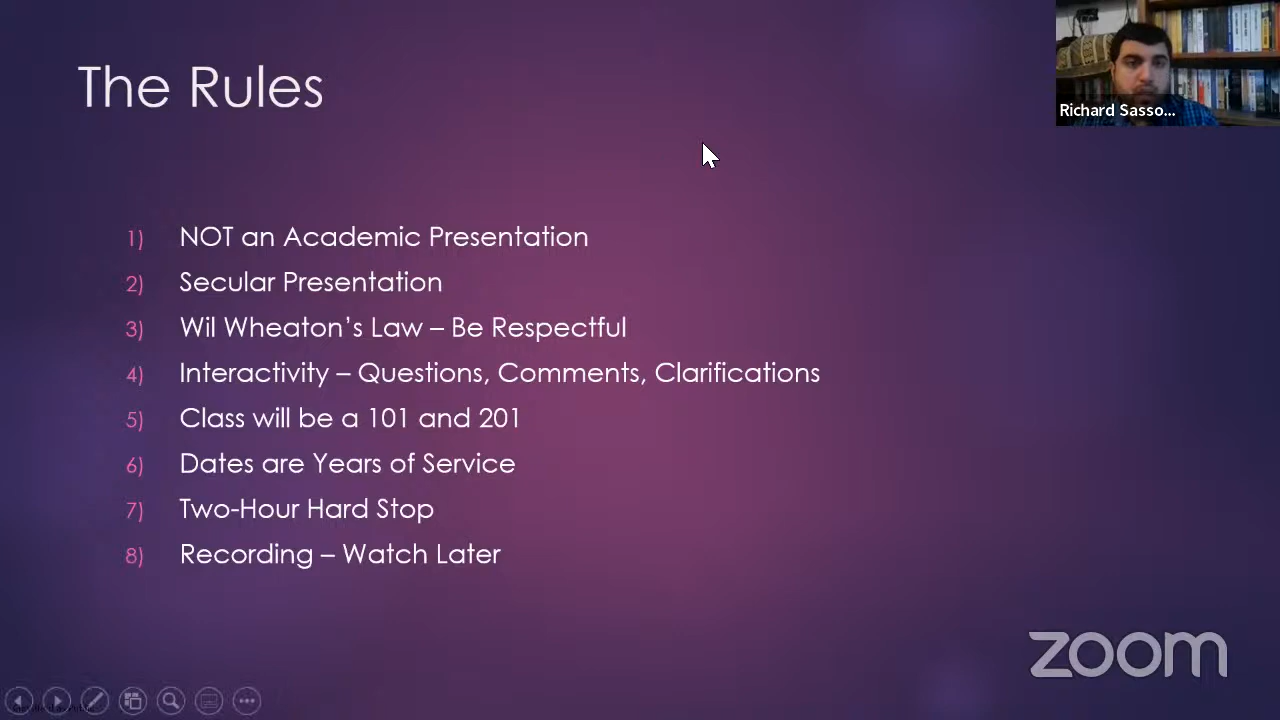 The Rules
Richard Sasso...
1) NOT an Academic Presentation
2) Secular Presentation
3) Wil Wheaton’s Law – Be Respectful
4) Interactivity – Questions, Comments, Clarifications
5) Class will be a 101 and 201
6) Dates are Years of Service
7) Two-Hour Hard Stop
8) Recording – Watch Later
zoom